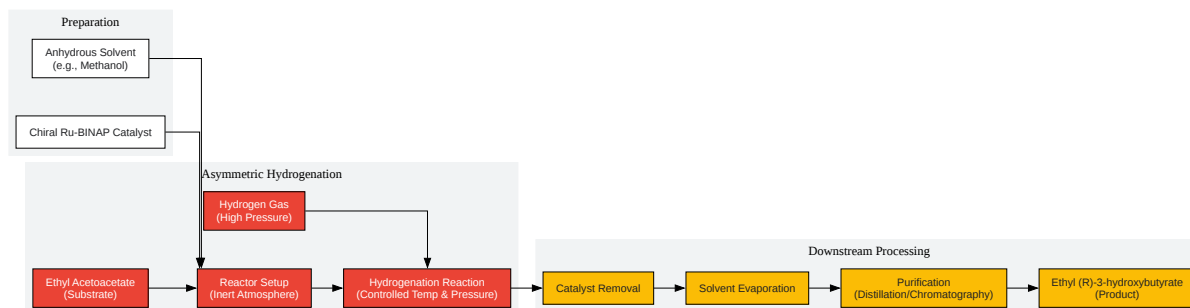 Preparation
Anhydrous Solvent
(e.g., Methanol)
Chiral Ru-BINAP Catalyst
Asymmetric Hydrogenation
Hydrogen Gas
(High Pressure)
Ethyl Acetoacetate
(Substrate)
Reactor Setup
(Inert Atmosphere)
Hydrogenation Reaction
(Controlled Temp & Pressure)
Downstream Processing
Catalyst Removal
Solvent Evaporation
Purification
(Distillation/Chromatography)
Ethyl (R)-3-hydroxybutyrate
(Product)